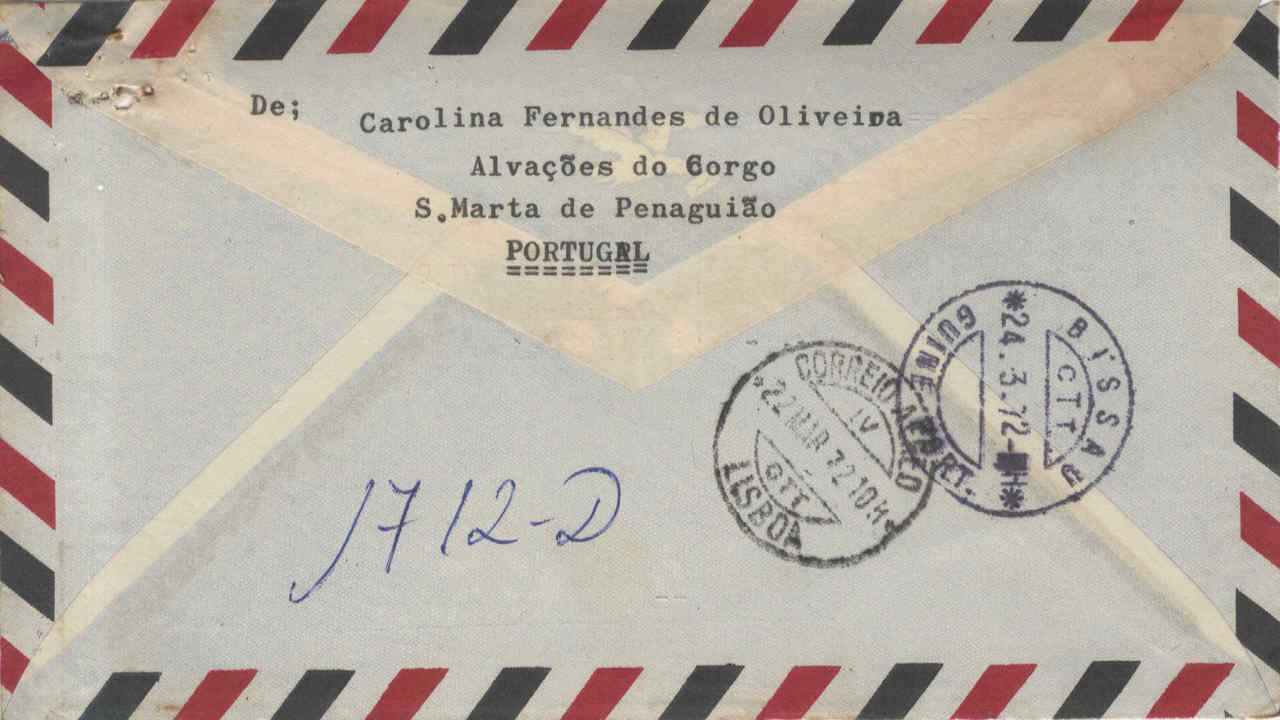 De;
Carolina Fernandes de Oliveira
Alvações do Corgo
S.Marta de Penaguião
PORTUGAL
========
BISSAU
CTT
*24.3.72- H*
GUINÉ PORT.
CORREIO AEREO
IV
22 MAR 72 10H
CTT
LISBOA
1712-D